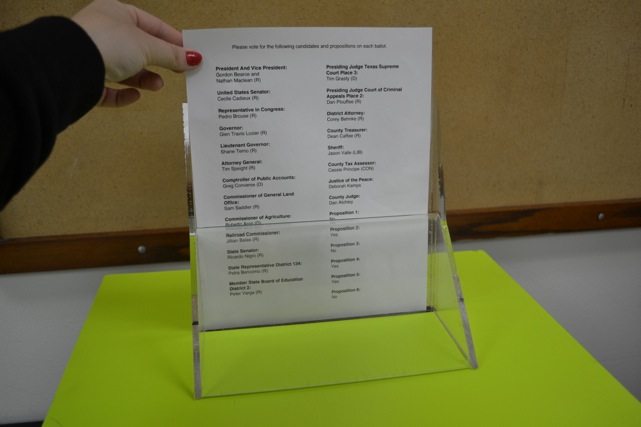 Please vote for the following candidates and propositions on each ballot.
President And Vice President:
Gordon Bearce and
Nathan Maclean (R)
United States Senator:
Cecile Cadieux (R)
Representative in Congress:
Pedro Brouse (R)
Governor:
Glen Travis Lozier (R)
Lieutenant Governor:
Shane Terrio (R)
Attorney General:
Tim Speight (R)
Comptroller of Public Accounts:
Greg Converse (D)
Commissioner of General Land
Office:
Sam Saddler (R)
Commissioner of Agriculture:
Roberto Aron (D)
Railroad Commissioner:
Jillian Balas (R)
State Senator:
Ricardo Nigro (R)
State Representative District 134:
Petra Bencomo (R)
Member State Board of Education
District 2:
Peter Varga (R)
Presiding Judge Texas Supreme
Court Place 3:
Tim Grasty (D)
Presiding Judge Court of Criminal
Appeals Place 2:
Dan Plouffee (R)
District Attorney:
Corey Behnke (R)
County Treasurer:
Dean Caffee (R)
Sheriff:
Jason Valle (LIB)
County Tax Assessor:
Cassie Principe (CON)
Justice of the Peace:
Deborah Kamps
County Judge:
Dan Atchley
Proposition 1:
No
Proposition 2:
Yes
Proposition 3:
No
Proposition 4:
Yes
Proposition 5:
Yes
Proposition 6:
No